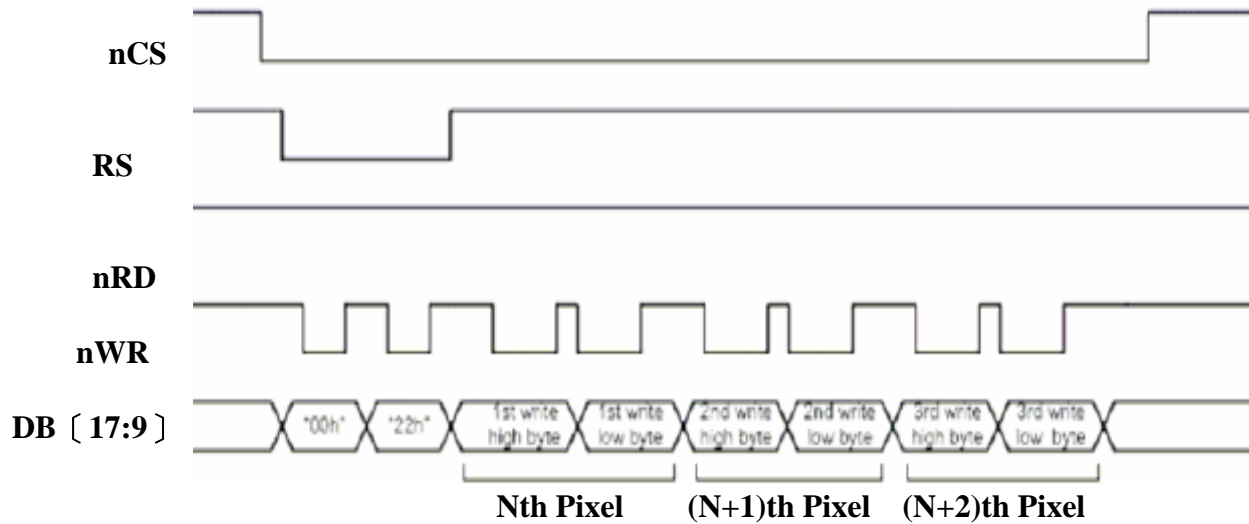 nCS
RS
nRD
nWR
DB〔17:9〕
"00h" "22h" 1st write high byte 1st write low byte 2nd write high byte 2nd write low byte 3rd write high byte 3rd write low byte
Nth Pixel (N+1)th Pixel (N+2)th Pixel